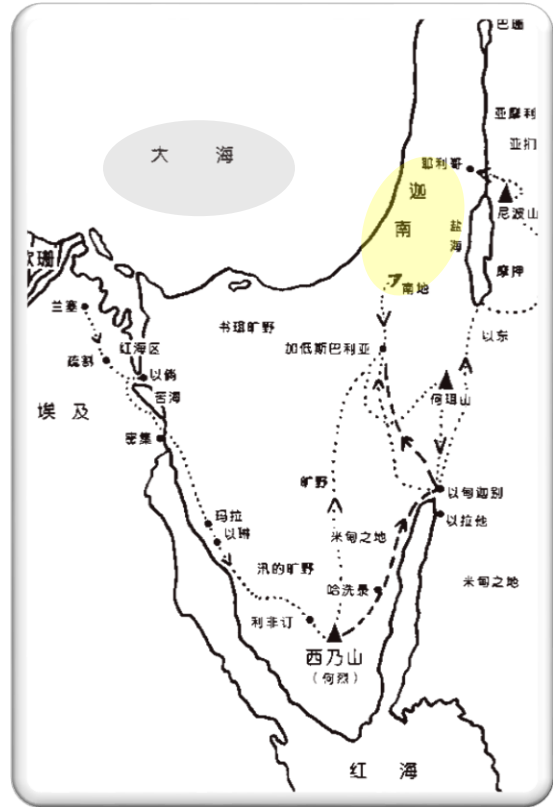 巴珊
亚摩利
亚扪
大 海
耶利哥
迦
南
尼波山
盐
海
歌珊
摩押
南地
兰塞
书珥旷野
红海区
加低斯巴利亚
以东
疏割
以倘
苦海
何珥山
埃 及
密集
旷野
以旬迦别
玛拉
以拉他
以琳
米甸之地
汛的旷野
哈洗录
米甸之地
利非订
西乃山
(何烈)
红 海